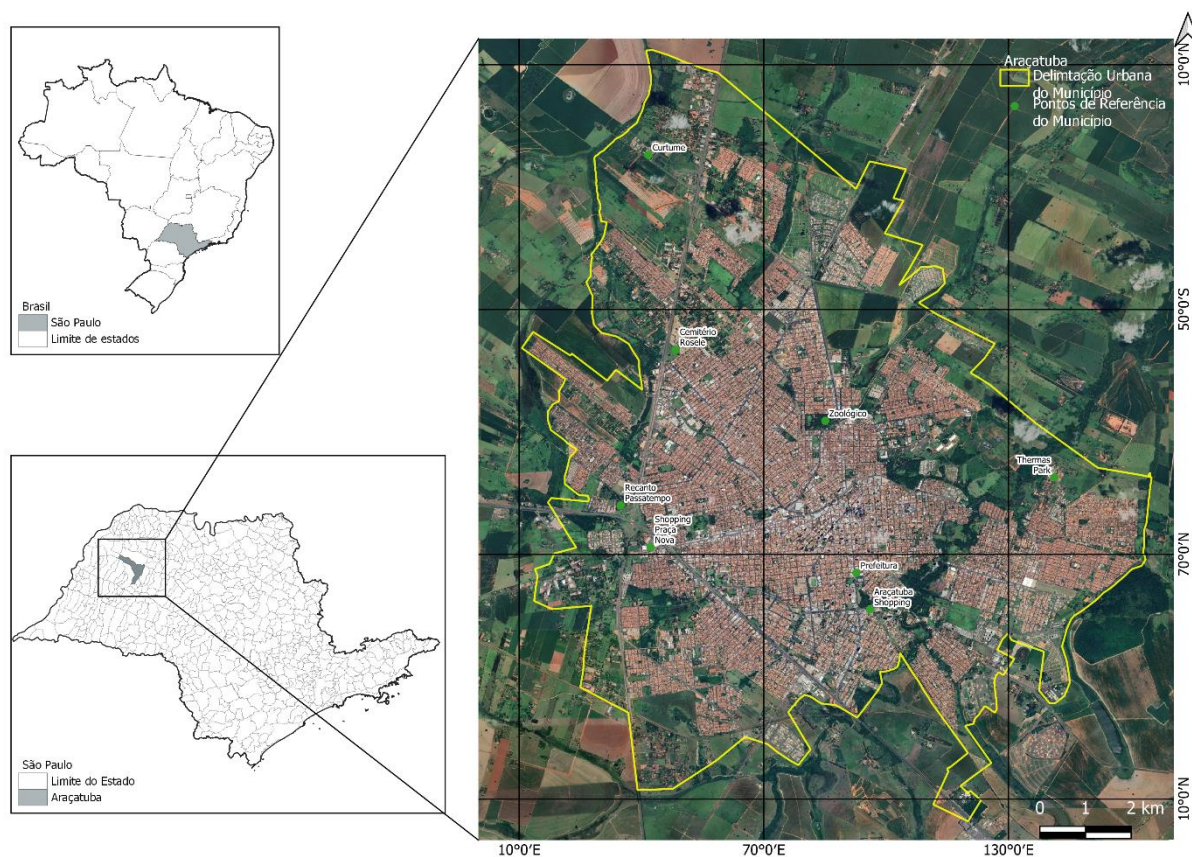 Brasil
São Paulo
Limite de estados
São Paulo
Limite do Estado
Araçatuba
Araçatuba
Delimtação Urbana
do Município
Pontos de Referência
do Município
Curtume
Cemitério
Rosele
Zoológico
Thermas
Park
Recanto
Passatempo
Shopping
Praça
Nova
Prefeitura
Araçatuba
Shopping
0 1 2 km
10°0'N
50°0'S
70°0'N
10°0'N
10°0'E 70°0'E 130°0'E